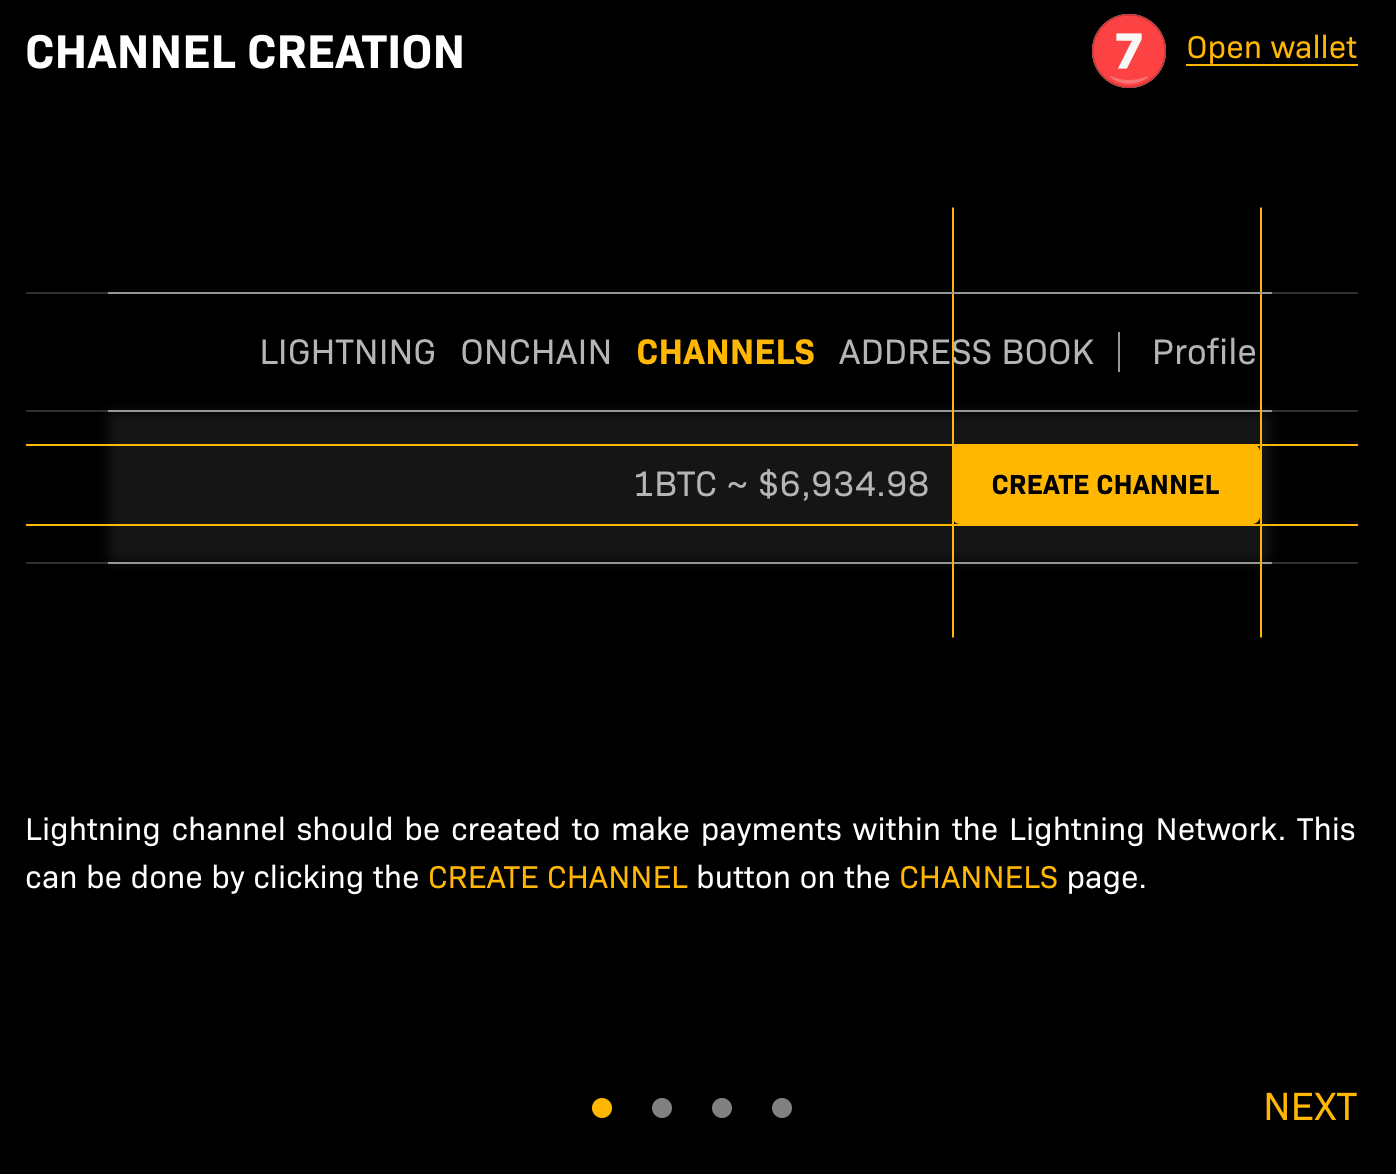 CHANNEL CREATION
7 Open wallet
LIGHTNING ONCHAIN CHANNELS ADDRESS BOOK Profile
1BTC ~ $6,934.98 CREATE CHANNEL
Lightning channel should be created to make payments within the Lightning Network. This
can be done by clicking the CREATE CHANNEL button on the CHANNELS page.
NEXT